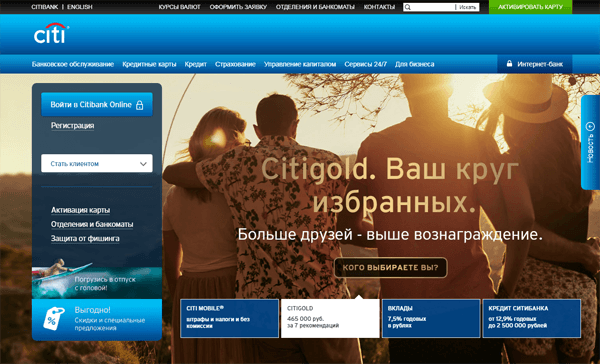 CITIBANK | ENGLISH
КУРСЫ ВАЛЮТ ОФОРМИТЬ ЗАЯВКУ ОТДЕЛЕНИЯ И БАНКОМАТЫ КОНТАКТЫ
Искать
АКТИВИРОВАТЬ КАРТУ
citi
Банковское обслуживание Кредитные карты Кредит Страхование Управление капиталом Сервисы 24/7 Для бизнеса
Интернет-банк
Войти в Citibank Online
Регистрация
Стать клиентом
Активация карты
Отделения и банкоматы
Защита от фишинга
Погрузись в отпуск
с головой!
Выгодно!
Скидки и специальные
предложения
Новость
Citigold. Ваш круг
избранных.
Больше друзей - выше вознаграждение.
КОГО ВЫБИРАЕТЕ ВЫ?
CITI MOBILE®
штрафы и налоги и без
комиссии
CITIGOLD
465 000 руб.
за 7 рекомендаций
ВКЛАДЫ
7,5% годовых
в рублях
КРЕДИТ СИТИБАНКА
от 12,9% годовых
до 2 500 000 рублей